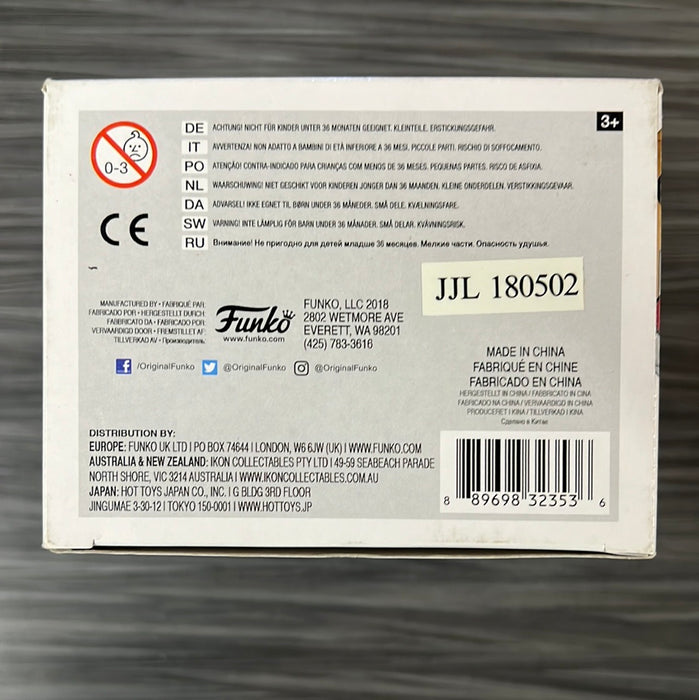 3+
0-3
DE ACHTUNG! NICHT FÜR KINDER UNTER 36 MONATEN GEEIGNET. KLEINTEILE. ERSTICKUNGSGEFAHR.
IT AVVERTENZA! NON ADATTO A BAMBINI DI ETÀ INFERIORE A 36 MESI. PICCOLE PARTI. RISCHIO DI SOFFOCAMENTO.
PO ATENÇÃO! CONTRA-INDICADO PARA CRIANÇAS COM MENOS DE 36 MESES. PEQUENAS PARTES. RISCO DE ASFIXIA.
NL WAARSCHUWING! NIET GESCHIKT VOOR KINDEREN JONGER DAN 36 MAANDEN. KLEINE ONDERDELEN. VERSTIKKINGSGEVAAR.
DA ADVARSEL! IKKE EGNET TIL BØRN UNDER 36 MÅNEDER. SMÅ DELE. KVÆLNINGSFARE.
SW VARNING! INTE LÄMPLIG FÖR BARN UNDER 36 MÅNADER. SMÅ DELAR. KVÄVNINGSRISK.
RU Внимание! Не пригодно для детей младше 36 месяцев. Мелкие части. Опасность удушья.
CE
JJL 180502
MANUFACTURED BY • FABRIQUÉ PAR
FABRICADO POR • HERGESTELLT DURCH:
FABBRICATO DA • FABRICADO POR:
VERVAARDIGD DOOR • FREMSTILLET AF:
TILLVERKAD AV • Производитель:
Funko
www.funko.com
FUNKO, LLC 2018
2802 WETMORE AVE
EVERETT, WA 98201
(425) 783-3616
/OriginalFunko @OriginalFunko @OriginalFunko
MADE IN CHINA
FABRIQUÉ EN CHINE
FABRICADO EN CHINA
HERGESTELLT IN CHINA / FABBRICATO IN CINA
FABRICADO NA CHINA / VERVAARDIGD IN CHINA
PRODUCERET I KINA / TILLVERKAD I KINA
Сделано в Китае
DISTRIBUTION BY:
EUROPE: FUNKO UK LTD | PO BOX 74644 | LONDON, W6 6JW (UK) | WWW.FUNKO.COM
AUSTRALIA & NEW ZEALAND: IKON COLLECTABLES PTY LTD | 49-59 SEABEACH PARADE
NORTH SHORE, VIC 3214 AUSTRALIA | WWW.IKONCOLLECTABLES.COM.AU
JAPAN: HOT TOYS JAPAN CO., INC. | G BLDG 3RD FLOOR
JINGUMAE 3-30-12 | TOKYO 150-0001 | WWW.HOTTOYS.JP
8 89698 32353 6